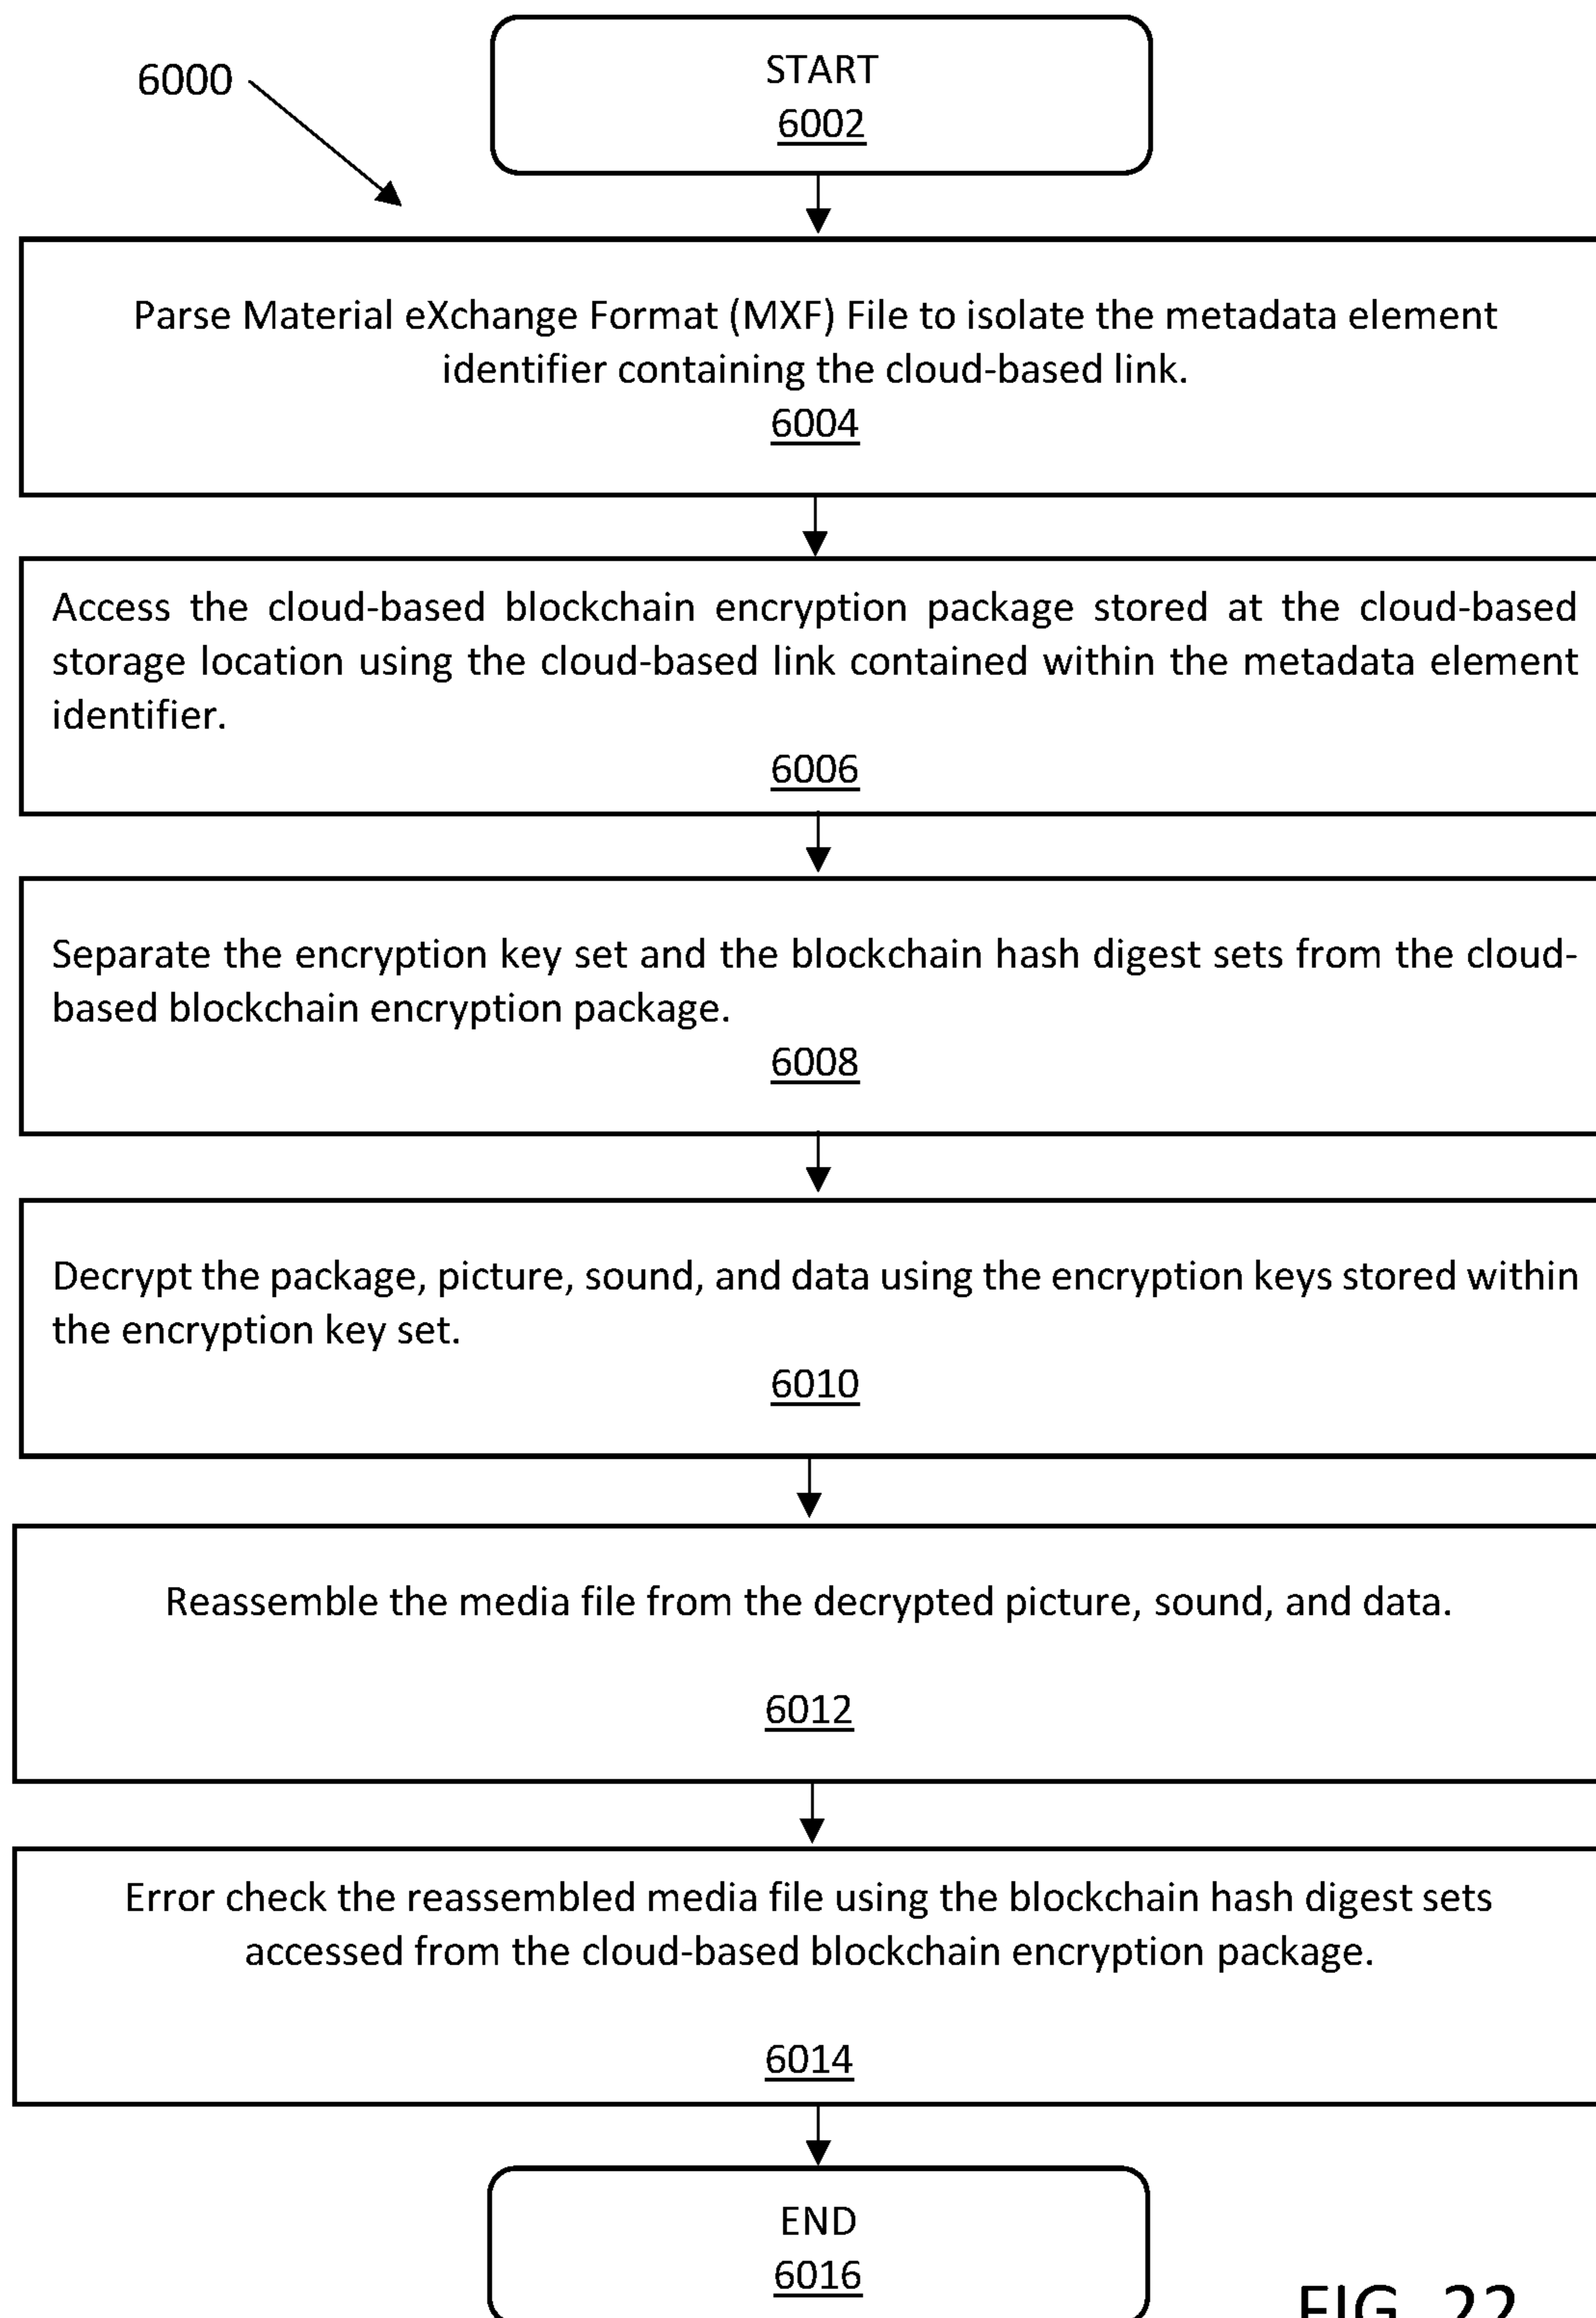 START
6000
6002
Parse Material eXchange Format (MXF) File to isolate the metadata element
identifier containing the cloud-based link.
6004
Access the cloud-based blockchain encryption package stored at the cloud-based
storage location using the cloud-based link contained within the metadata element
identifier.
6006
Separate the encryption key set and the blockchain hash digest sets from the cloud-
based blockchain encryption package.
6008
Decrypt the package, picture, sound, and data using the encryption keys stored within
the encryption key set.
6010
Reassemble the media file from the decrypted picture, sound, and data.
6012
Error check the reassembled media file using the blockchain hash digest sets
accessed from the cloud-based blockchain encryption package.
6014
END
6016
FIG. 22